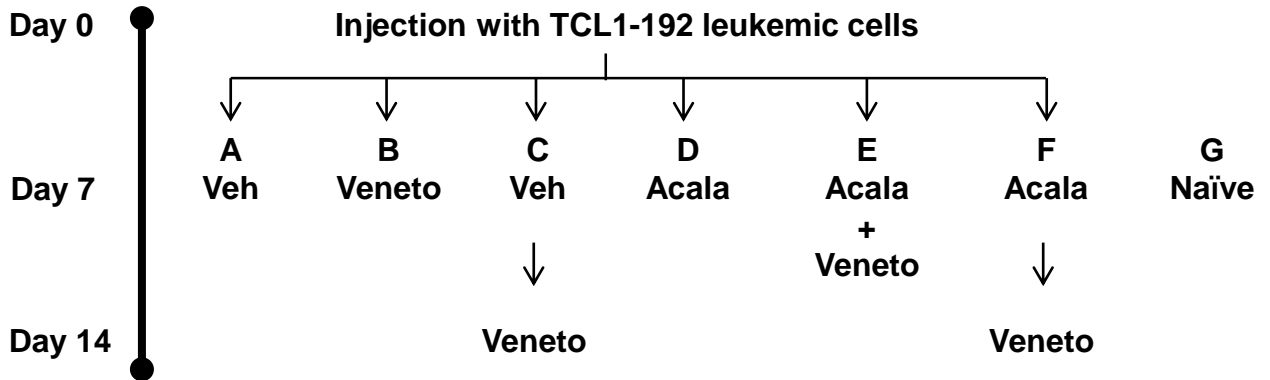 Day 0 Injection with TCL1-192 leukemic cells
A B C D E F G
Day 7 Veh Veneto Veh Acala Acala Acala Naïve
+
Veneto
Day 14 Veneto Veneto